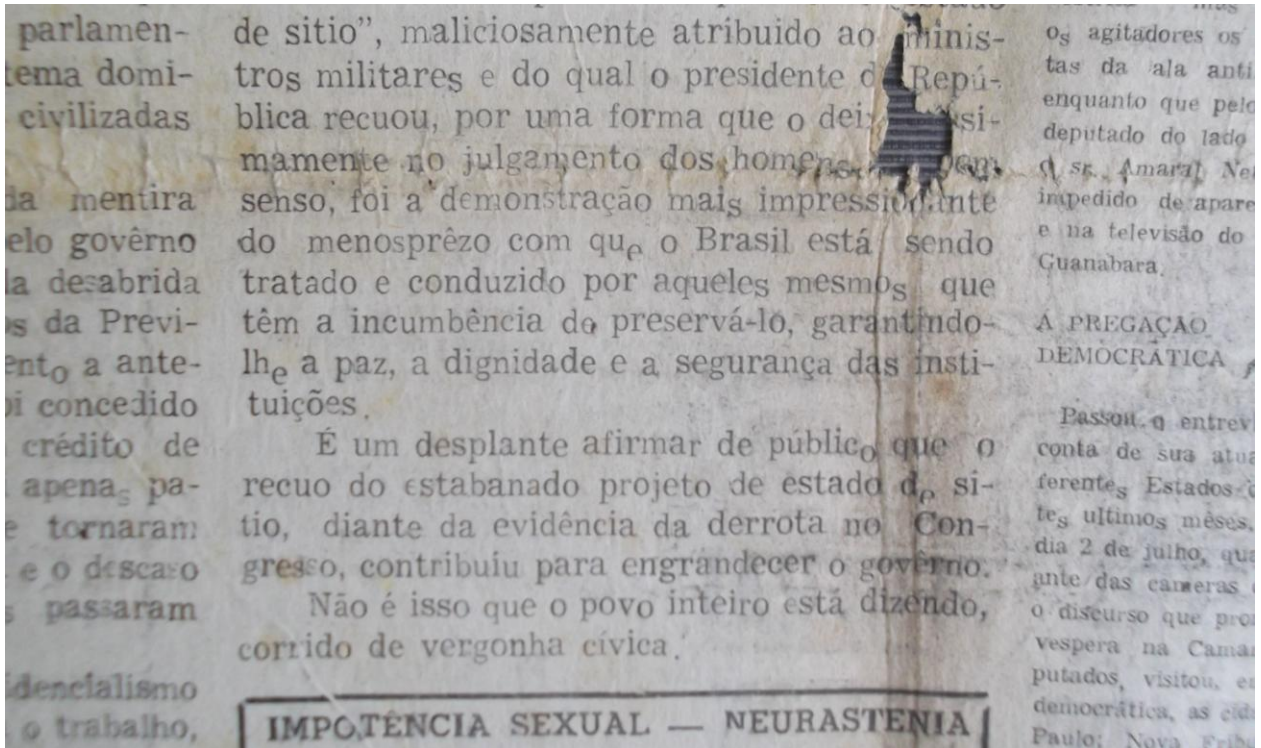 parlamen-
tema domi-
civilizadas
da mentira
elo govêrno
la desabrida
s da Previ-
ento a ante-
oi concedido
crédito de
apenas pa-
e tornaram
e o descaso
passaram
dencialismo
o trabalho,
de sitio", maliciosamente atribuido ao minis-
tros militares e do qual o presidente d Repú-
blica recuou, por uma forma que o dei si-
mamente no julgamento dos homens
senso, foi a demonstração mais impressionante
do menosprêzo com que o Brasil está sendo
tratado e conduzido por aqueles mesmos que
têm a incumbência de preservá-lo, garantindo-
lhe a paz, a dignidade e a segurança das insti-
tuições.
É um desplante afirmar de público que o
recuo do estabanado projeto de estado de si-
tio, diante da evidência da derrota no Con-
gresso, contribuiu para engrandecer o govêrno.
Não é isso que o povo inteiro está dizendo,
corrido de vergonha cívica.
IMPOTÊNCIA SEXUAL — NEURASTENIA
os agitadores os
tas da ala anti
enquanto que pelo
deputado do lado
o sr. Amaral Ne
impedido de apare
e na televisão do
Guanabara.
A PREGAÇÃO
DEMOCRÁTICA
Passou o entrev
conta de sua atua
ferentes Estados
tes ultimos mêses.
dia 2 de julho, qua
ante das cameras
o discurso que pro
vespera na Camar
putados, visitou, e
democrática, as cid
Paulo: Nova Fribu